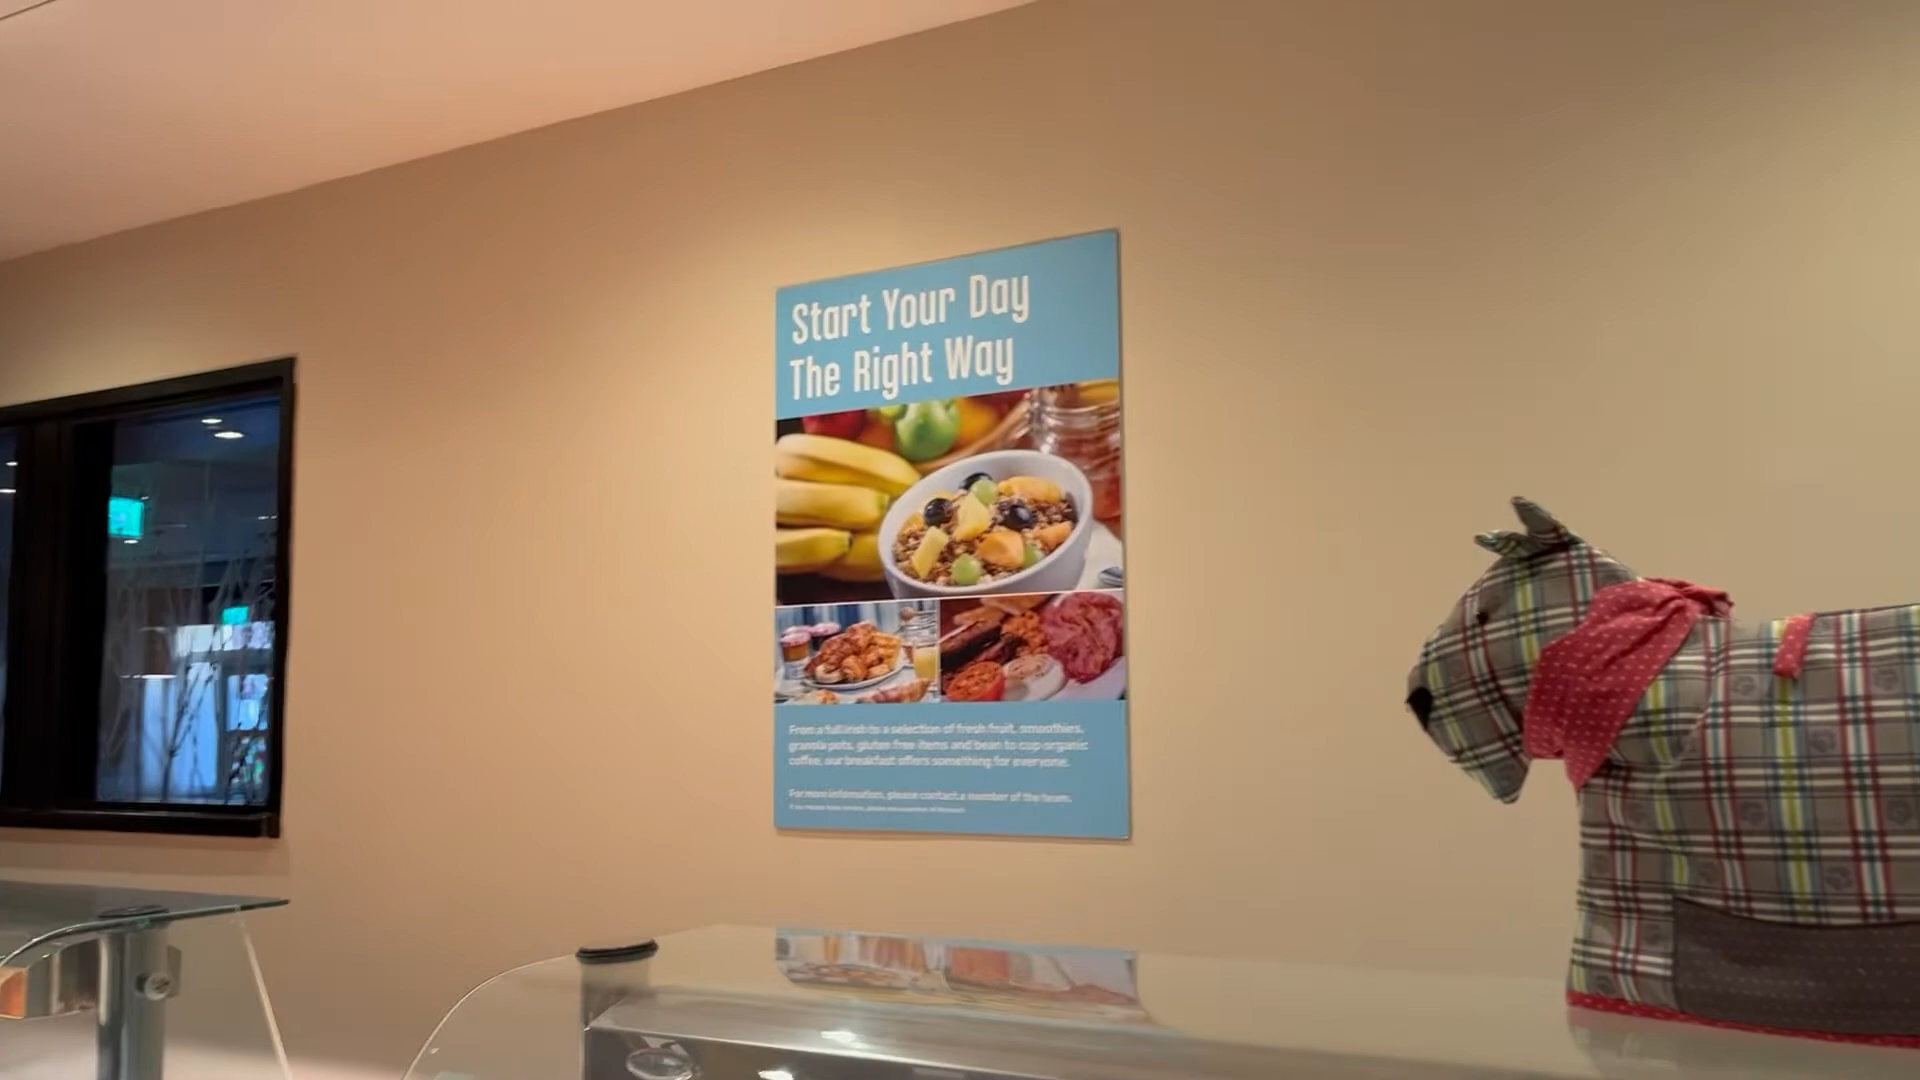 Start Your Day
The Right Way
From a full irish to a selection of fresh fruit, smoothies,
granola pots, gluten free items and bean to cup organic
coffee, our breakfast offers something for everyone.
For more information, please contact a member of the team.